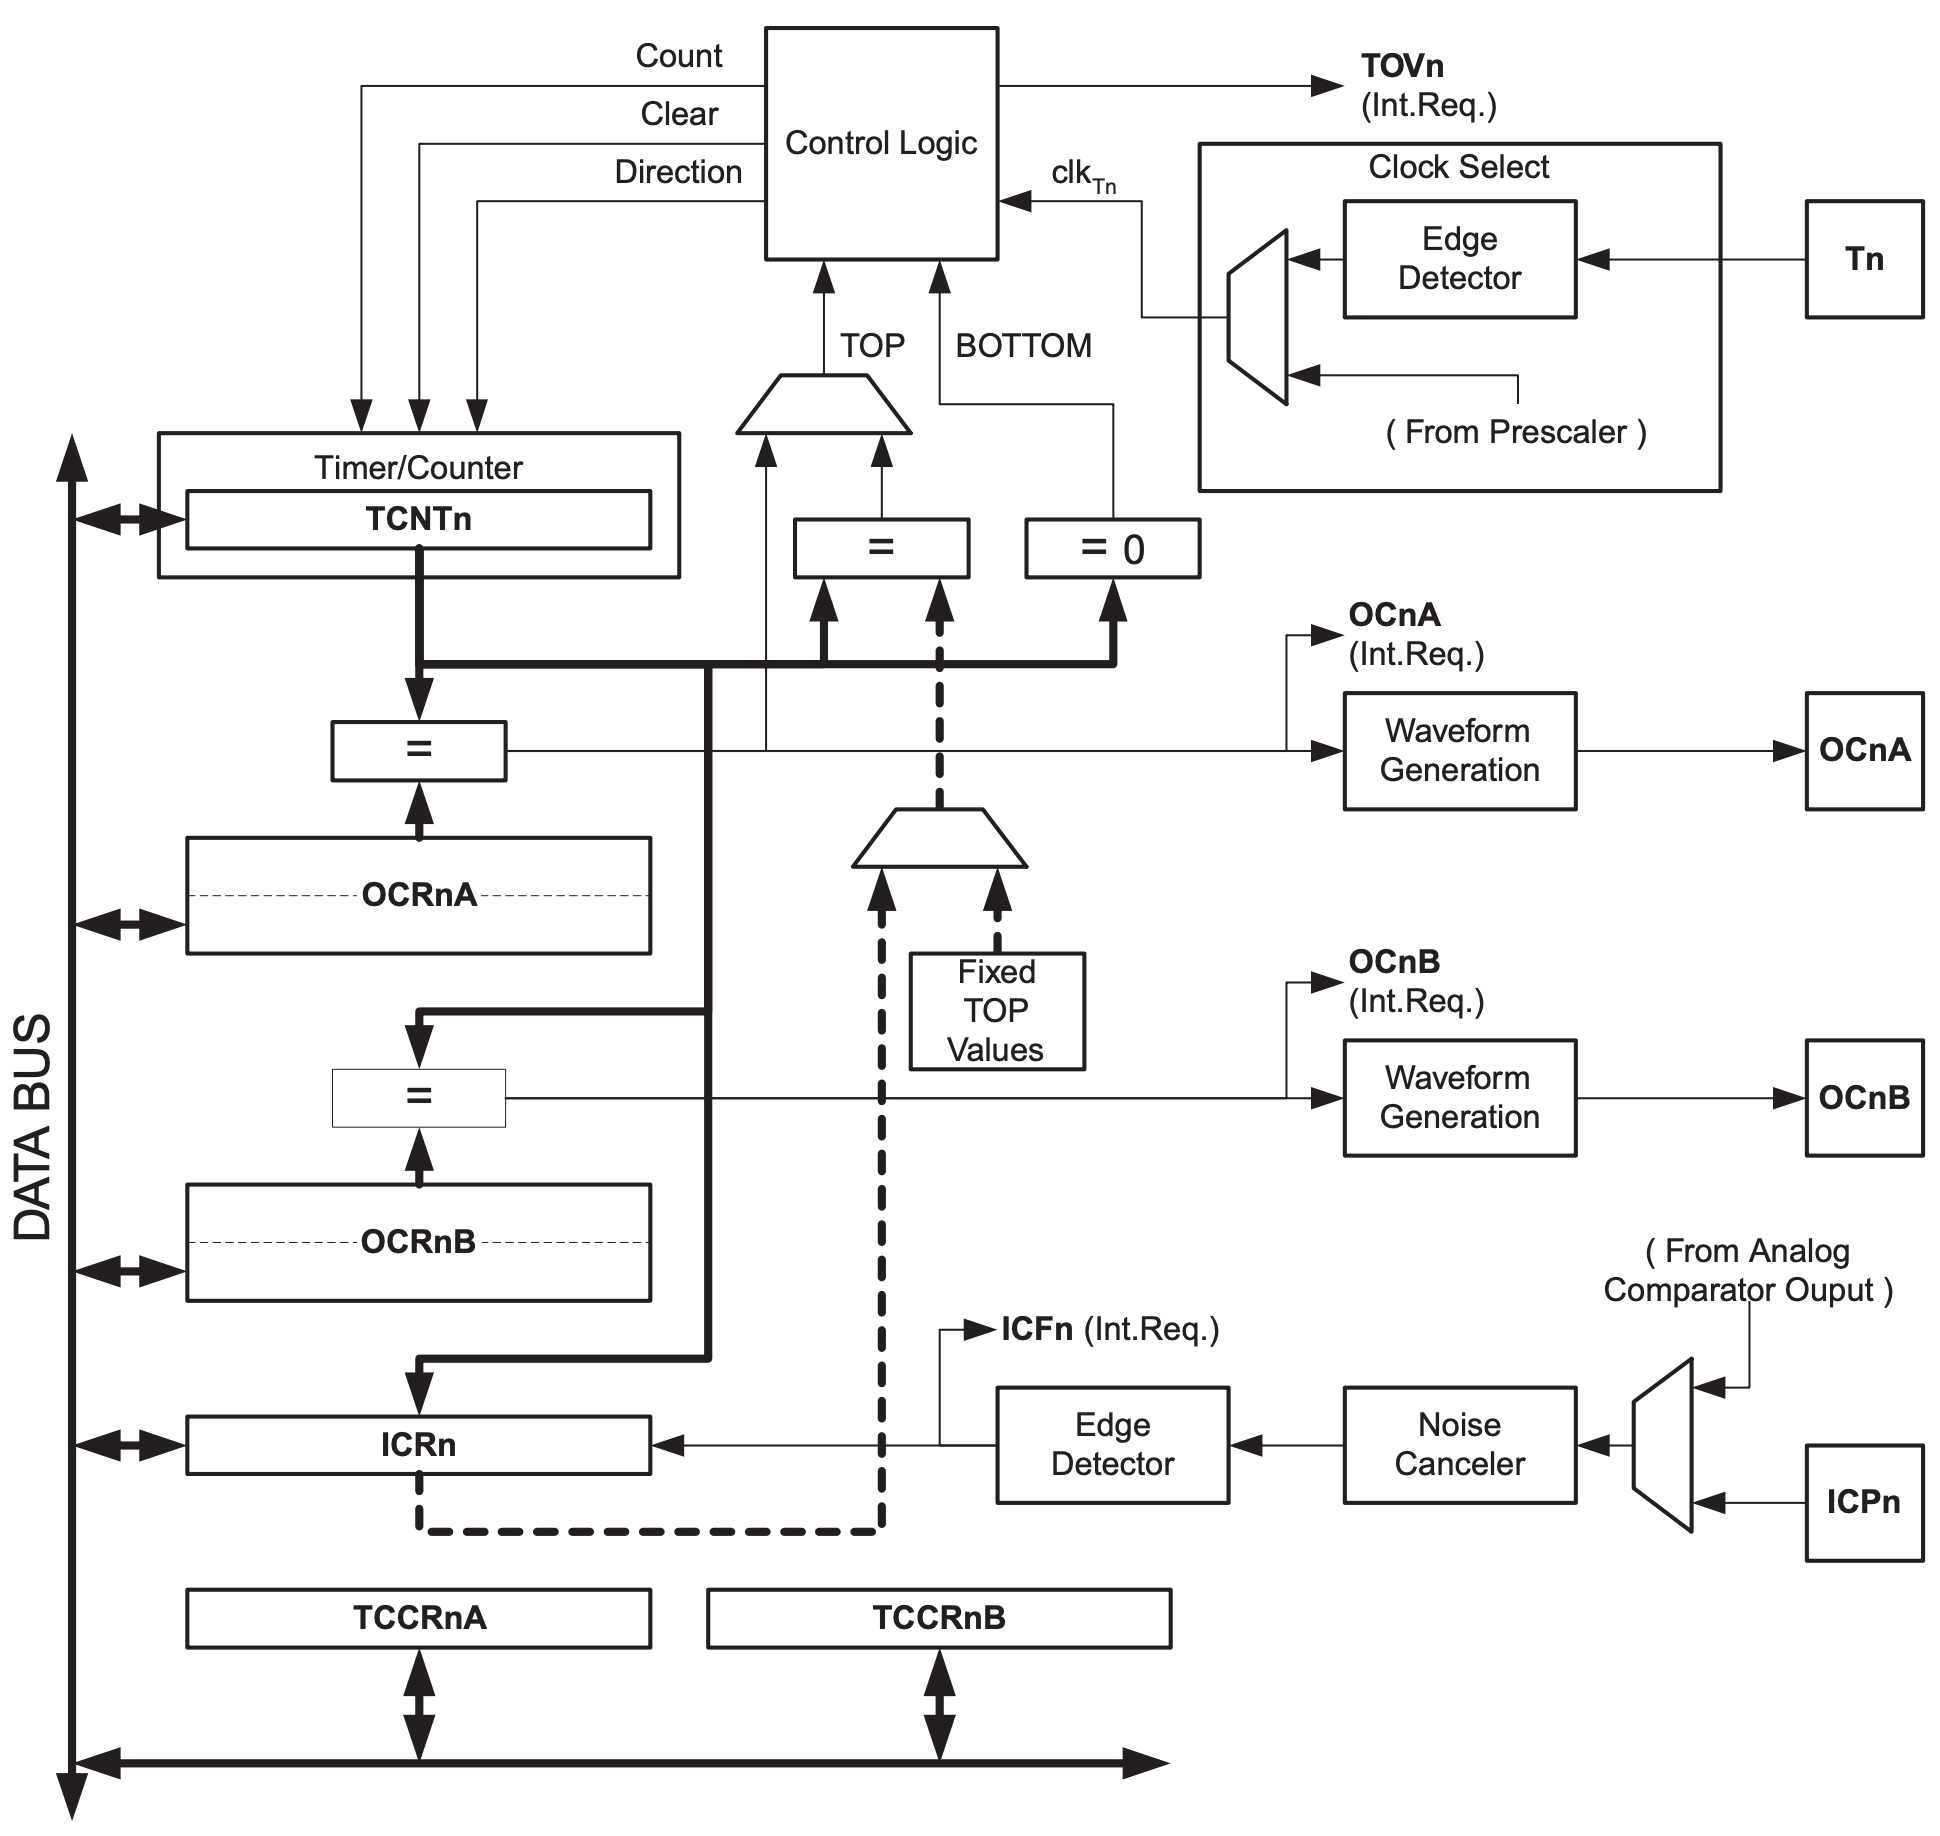 Count
Clear
Direction
Control Logic
TOVn
(Int.Req.)
clkTn
Clock Select
Edge
Detector
Tn
TOP
BOTTOM
( From Prescaler )
Timer/Counter
TCNTn
=
= 0
OCnA
(Int.Req.)
=
Waveform
Generation
OCnA
OCRnA
Fixed
TOP
Values
OCnB
(Int.Req.)
=
Waveform
Generation
OCnB
DATA BUS
OCRnB
( From Analog
Comparator Ouput )
ICFn (Int.Req.)
ICRn
Edge
Detector
Noise
Canceler
ICPn
TCCRnA
TCCRnB